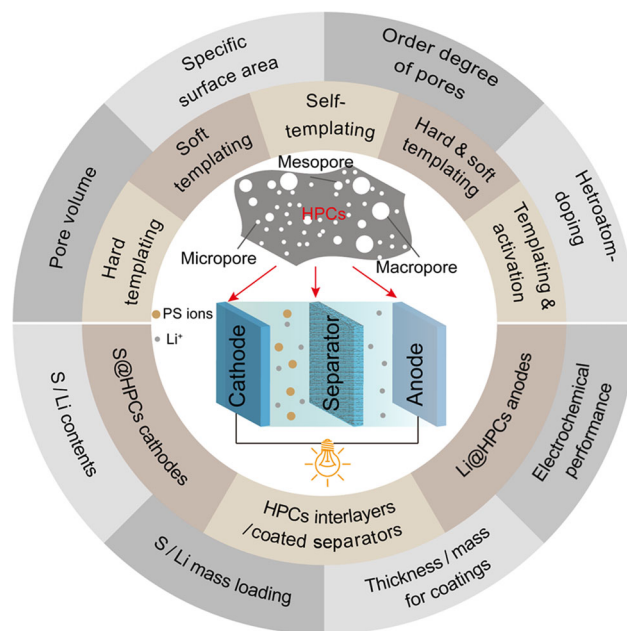 Pore volume
Specific
surface area
Order degree
of pores
Hetroatom-
doping
Hard
templating
Soft
templating
Self-
templating
Hard & soft
templating
Templating &
activation
Mesopore
HPCs
Micropore
Macropore
PS ions
Li⁺
Cathode
Separator
Anode
S@HPCs cathodes
HPCs interlayers
/coated separators
Li@HPCs anodes
S / Li contents
S / Li mass loading
Thickness / mass
for coatings
Electrochemical
performance